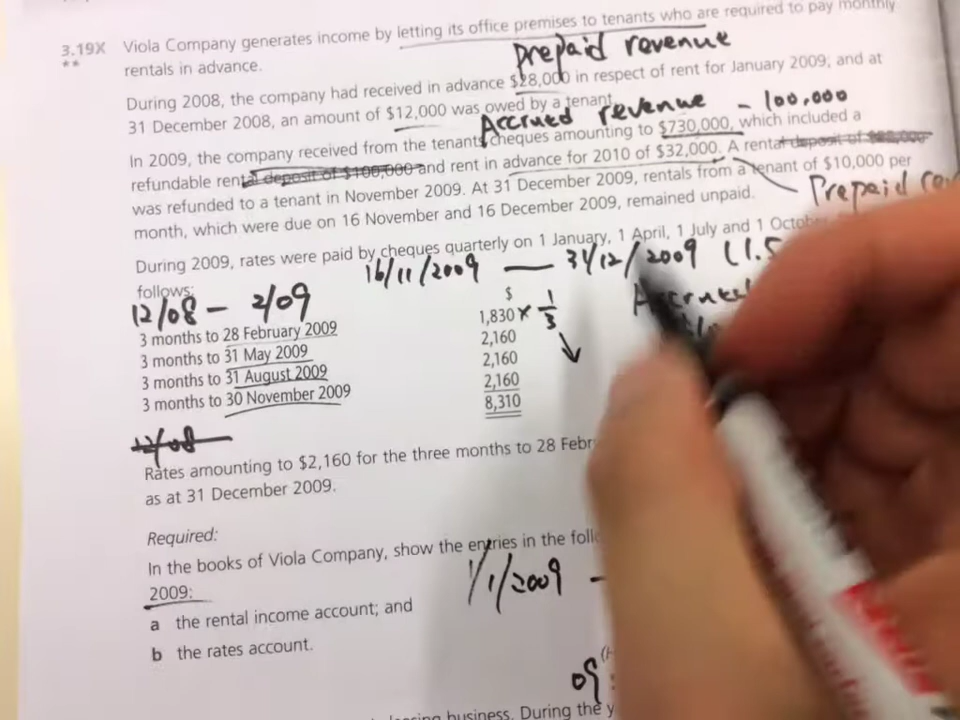 3.19X Viola Company generates income by letting its office premises to tenants who are required to pay monthly
** rentals in advance.
prepaid revenue
During 2008, the company had received in advance $28,000 in respect of rent for January 2009, and at
31 December 2008, an amount of $12,000 was owed by a tenant.
Accrued revenue - 100,000
In 2009, the company received from the tenants cheques amounting to $730,000, which included a
refundable rental deposit of $100,000 and rent in advance for 2010 of $32,000. A rental deposit of
was refunded to a tenant in November 2009. At 31 December 2009, rentals from a tenant of $10,000 per
Prepaid
month, which were due on 16 November and 16 December 2009, remained unpaid.
During 2009, rates were paid by cheques quarterly on 1 January, 1 April, 1 July and 1 October
follows:
16/11/2009 — 31/12/2009 (1.5
Accrued
12/08 - 2/09
$
3 months to 28 February 2009 1,830 × 1/3
3 months to 31 May 2009 2,160
3 months to 31 August 2009 2,160
3 months to 30 November 2009 2,160
8,310
12/08
Rates amounting to $2,160 for the three months to 28
as at 31 December 2009.
Required:
In the books of Viola Company, show the entries in the
2009:
1/1/2009 -
a the rental income account; and
b the rates account.
09
business. During the